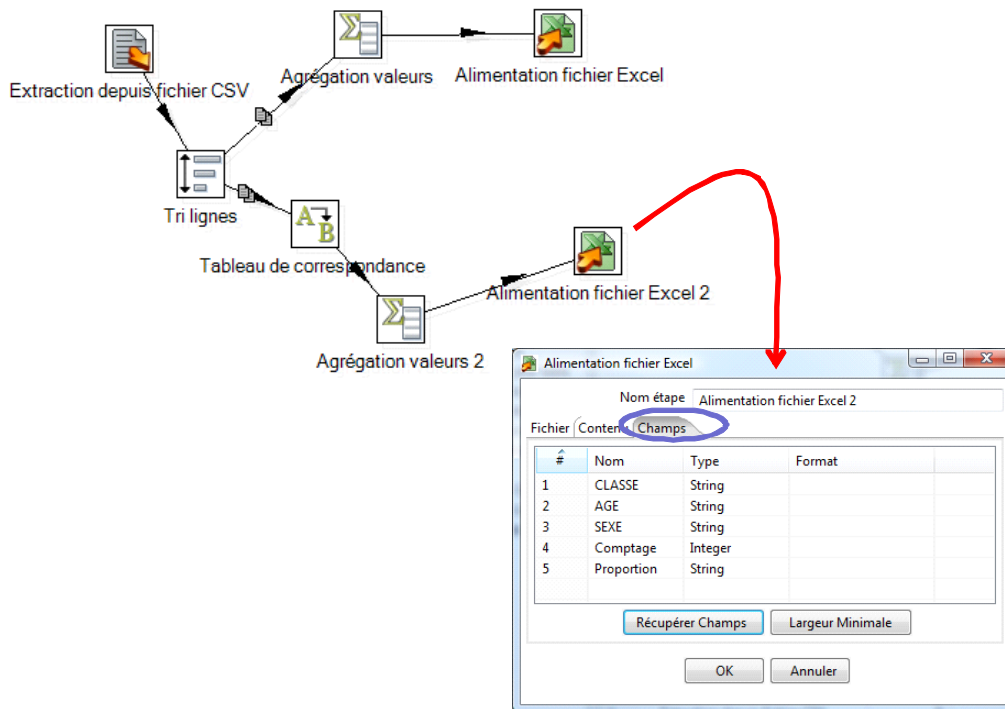 Extraction depuis fichier CSV
Agrégation valeurs
Alimentation fichier Excel
Tri lignes
Tableau de correspondance
Alimentation fichier Excel 2
Agrégation valeurs 2
Alimentation fichier Excel
Nom étape Alimentation fichier Excel 2
Fichier Contenu Champs
# Nom Type Format
1 CLASSE String
2 AGE String
3 SEXE String
4 Comptage Integer
5 Proportion String
Récupérer Champs Largeur Minimale
OK Annuler